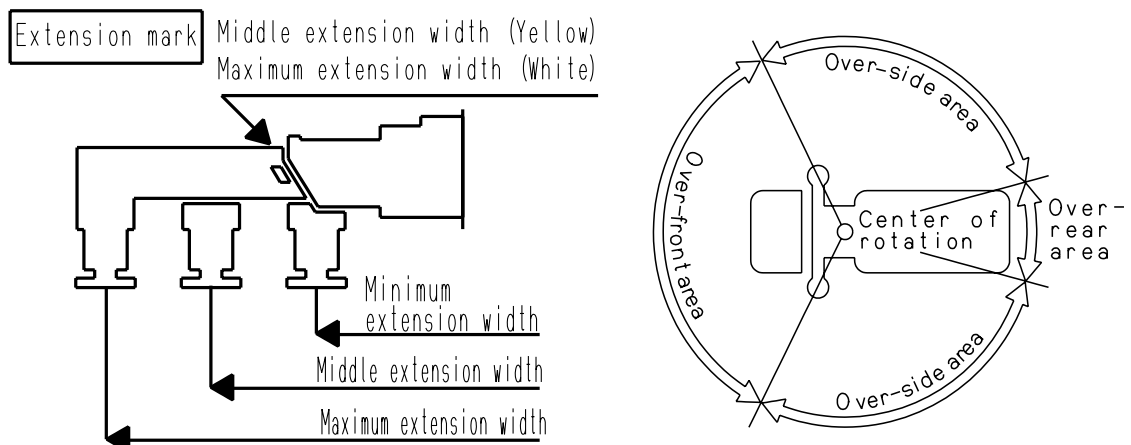 Extension mark
Middle extension width (Yellow)
Maximum extension width (White)
Minimum
extension width
Middle extension width
Maximum extension width
Over-side area
Over-front area
Center of
rotation
Over-
rear
area
Over-side area